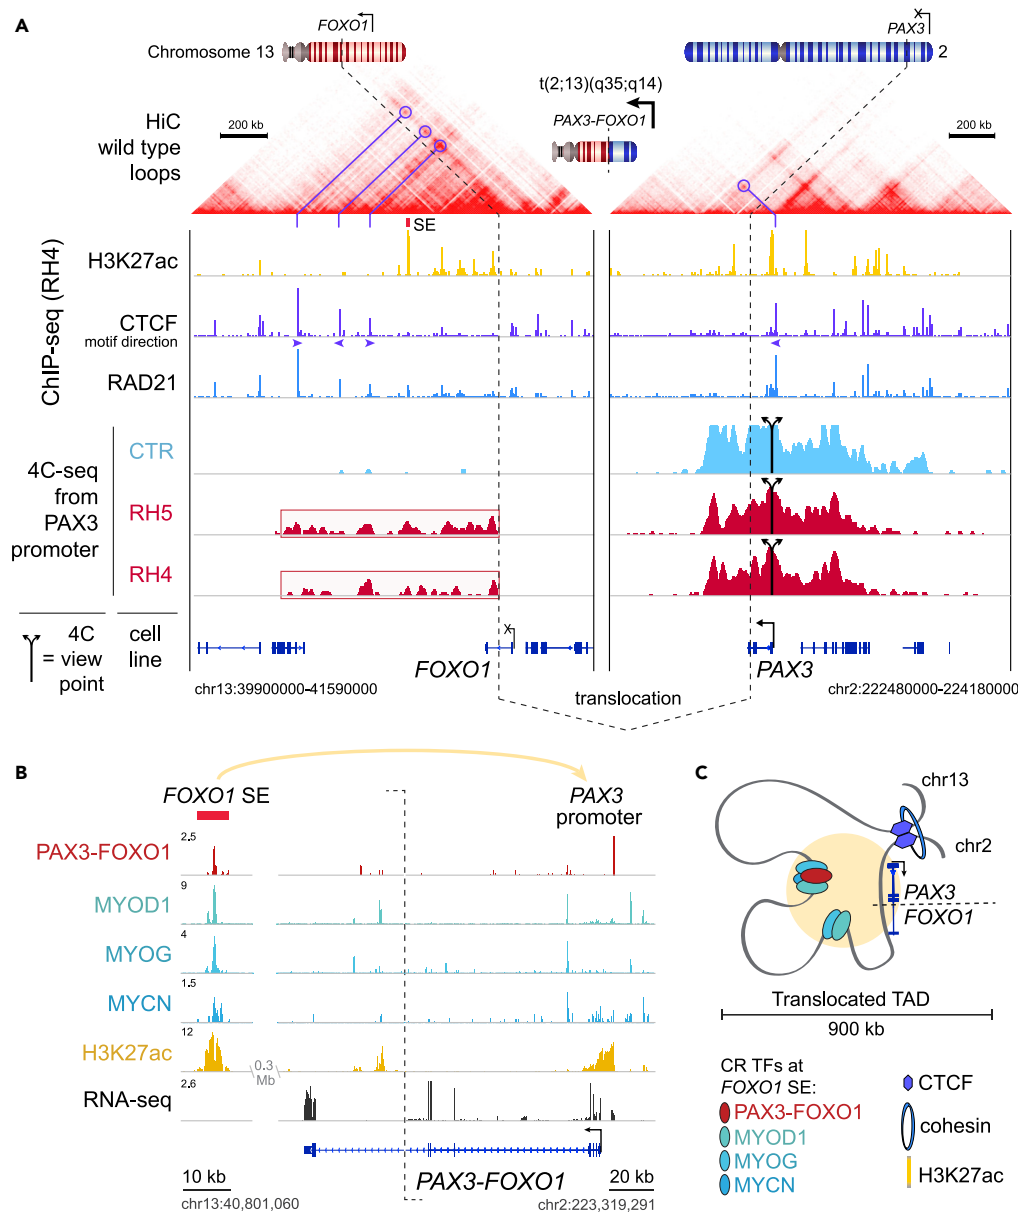 A
FOXO1
Chromosome 13
X
PAX3
2
t(2;13)(q35;q14)
PAX3-FOXO1
HiC
wild type
loops
200 kb
200 kb
SE
ChIP-seq (RH4)
H3K27ac
CTCF
motif direction
RAD21
4C-seq
from
PAX3
promoter
CTR
RH5
RH4
4C
= view
point
cell
line
X
FOXO1
PAX3
chr13:39900000-41590000
translocation
chr2:222480000-224180000
B
FOXO1 SE
PAX3
promoter
2.5
PAX3-FOXO1
9
MYOD1
4
MYOG
1.5
MYCN
12
H3K27ac
0.3
Mb
2.6
RNA-seq
10 kb
PAX3-FOXO1
20 kb
chr13:40,801,060
chr2:223,319,291
C
chr13
chr2
PAX3
FOXO1
Translocated TAD
900 kb
CR TFs at
FOXO1 SE:
PAX3-FOXO1
MYOD1
MYOG
MYCN
CTCF
cohesin
H3K27ac